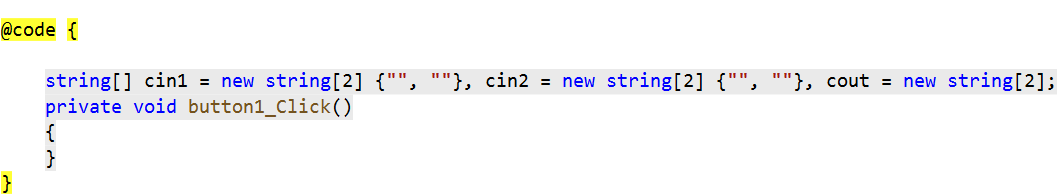 @code {
string[] cin1 = new string[2] {"", ""}, cin2 = new string[2] {"", ""}, cout = new string[2];
private void button1_Click()
{
}
}